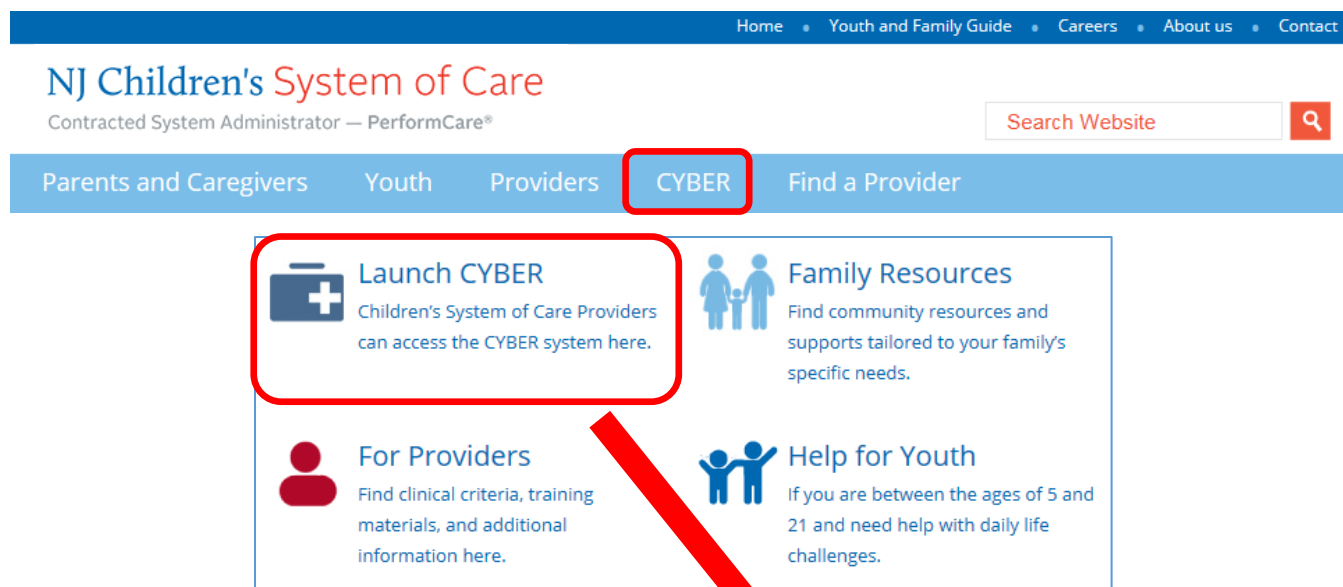 Home • Youth and Family Guide • Careers • About us • Contact
NJ Children's System of Care
Contracted System Administrator — PerformCare®
Search Website
Parents and Caregivers Youth Providers CYBER Find a Provider
Launch CYBER
Children's System of Care Providers
can access the CYBER system here.
Family Resources
Find community resources and
supports tailored to your family's
specific needs.
For Providers
Find clinical criteria, training
materials, and additional
information here.
Help for Youth
If you are between the ages of 5 and
21 and need help with daily life
challenges.